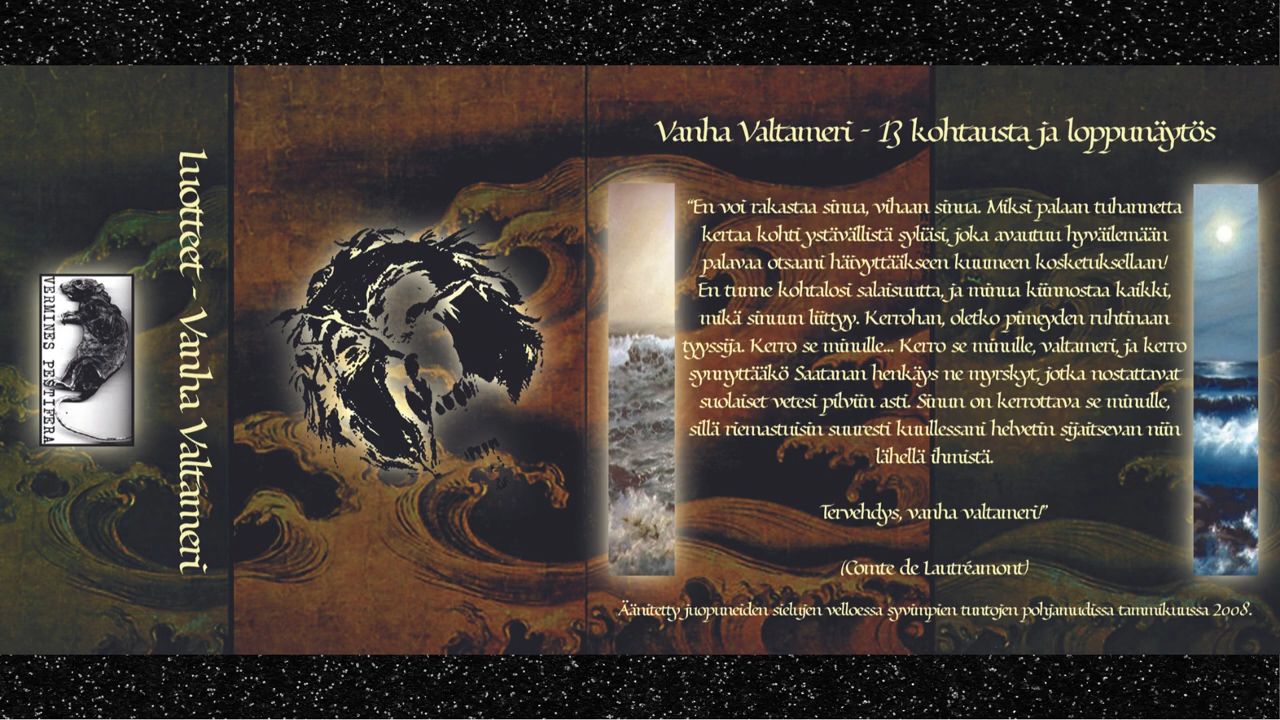 VERMINES PESTIFERA
Luotteet - Vanha Valtameri
Vanha Valtameri - 13 kohtausta ja loppunäytös
"En voi rakastaa sinua, vihaan sinua. Miksi palaan tuhannetta
kertaa kohti ystävällistä syliäsi, joka avautuu hyväilemään
palavaa otsaani häivyttääkseen kuumeen kosketuksellaan!
En tunne kohtalosi salaisuutta, ja minua kiinnostaa kaikki,
mikä sinuun liittyy. Kerrohan, oletko pimeyden ruhtinaan
tyyssija. Kerro se minulle... Kerro se minulle, valtameri, ja kerro
synnyttääkö Saatanan henkäys ne myrskyt, jotka nostattavat
suolaiset vetesi pilviin asti. Sinun on kerrottava se minulle,
sillä riemastuisin suuresti kuullessani helvetin sijaitsevan niin
lähellä ihmistä.
Tervehdys, vanha valtameri!"
(Comte de Lautréamont)
Äänitetty juopuneiden sielujen velloessa syvimpien tuntojen pohjamudissa tammikuussa 2008.